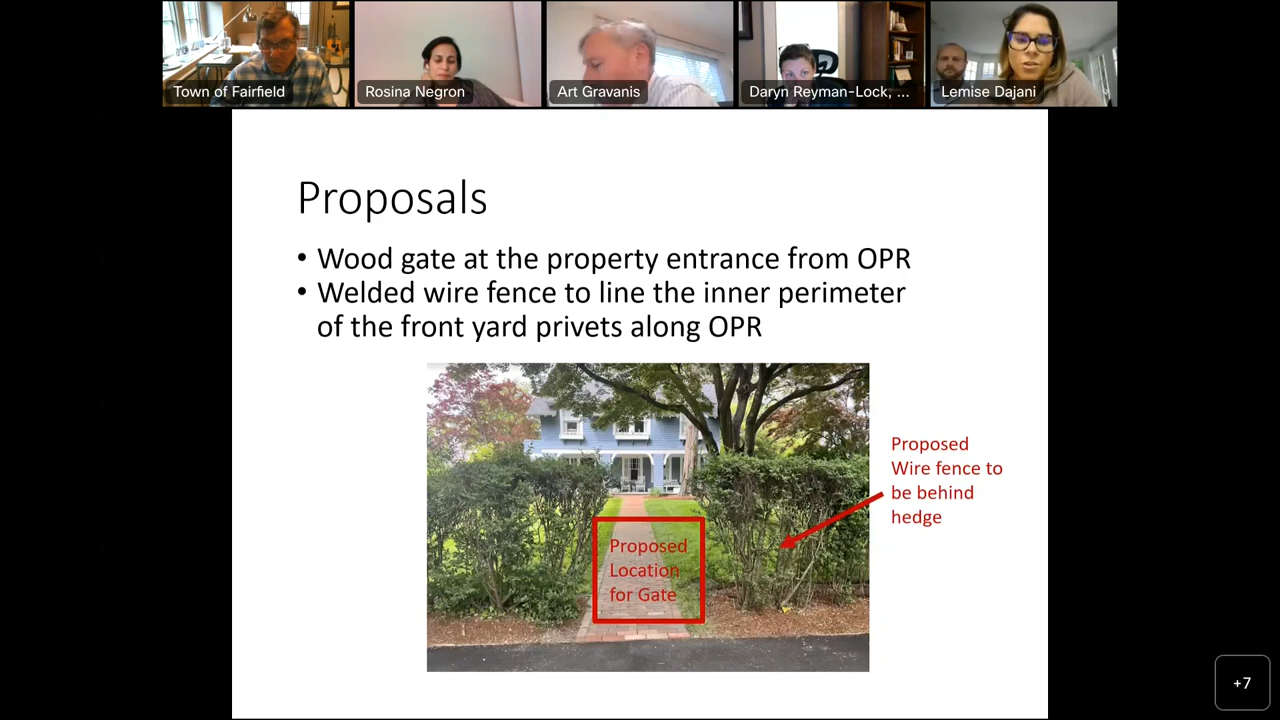 Town of Fairfield
Rosina Negron
Art Gravanis
Daryn Reyman-Lock, ...
Lemise Dajani
Proposals
• Wood gate at the property entrance from OPR
• Welded wire fence to line the inner perimeter
of the front yard privets along OPR
Proposed
Wire fence to
be behind
hedge
Proposed
Location
for Gate
+7